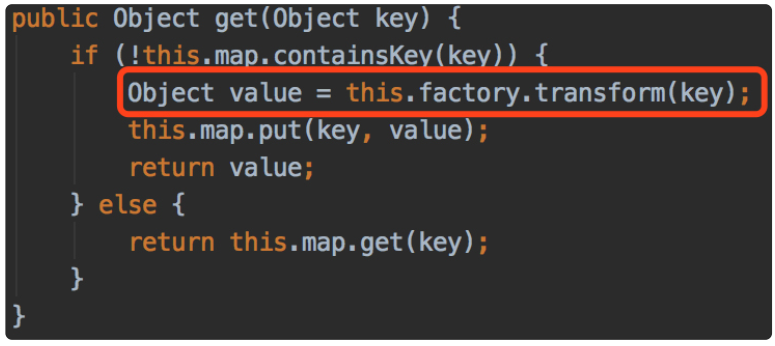 public Object get(Object key) {
if (!this.map.containsKey(key)) {
Object value = this.factory.transform(key);
this.map.put(key, value);
return value;
} else {
return this.map.get(key);
}
}